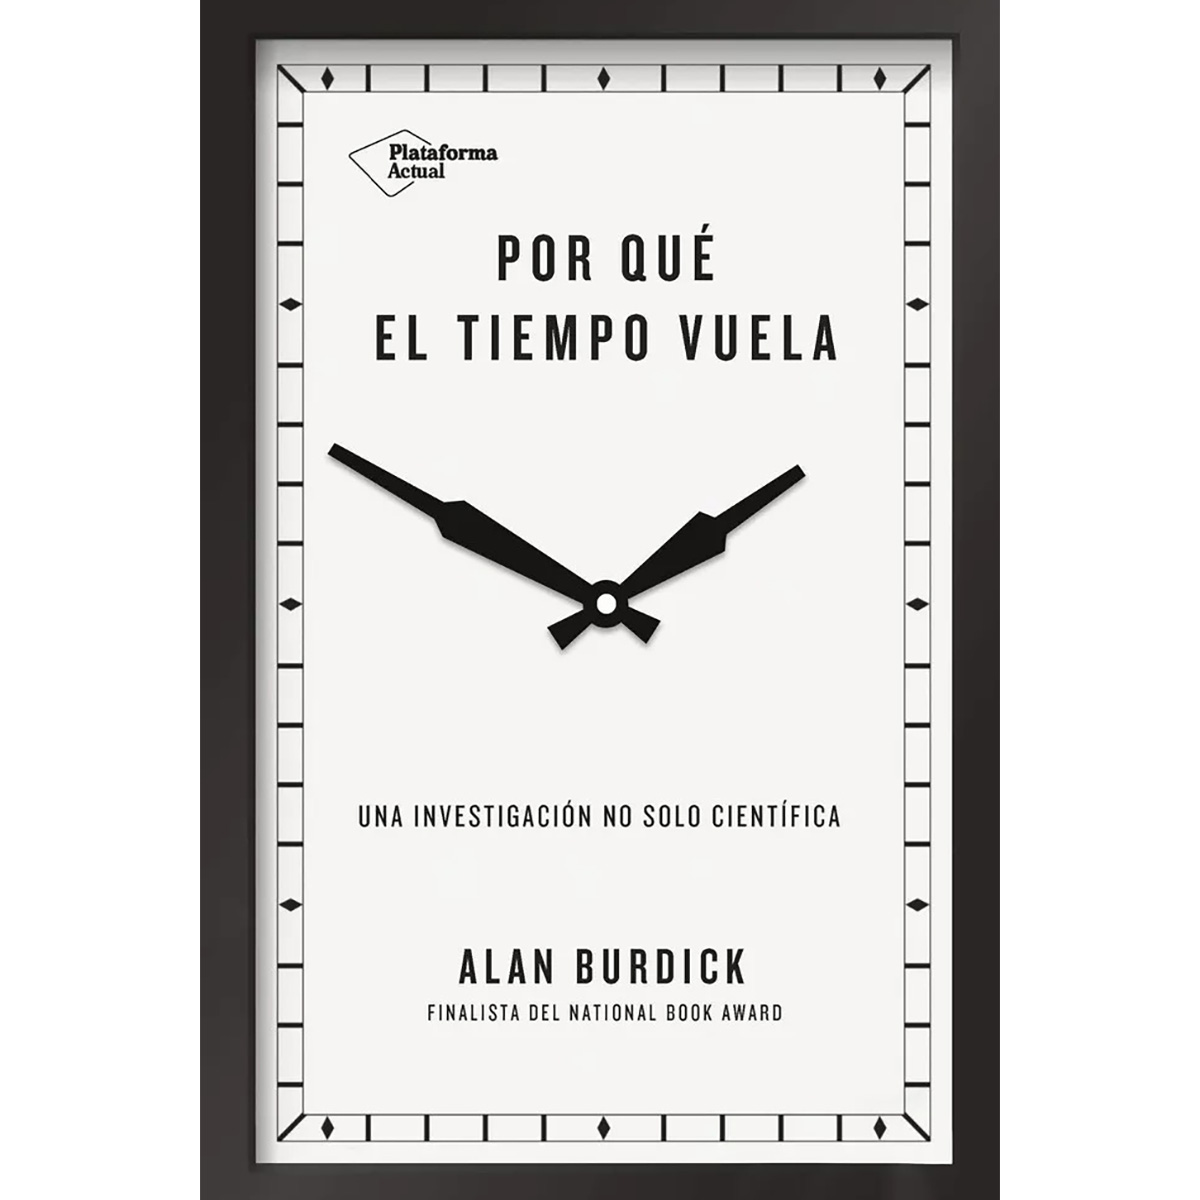 Plataforma
Actual
POR QUÉ
EL TIEMPO VUELA
UNA INVESTIGACIÓN NO SOLO CIENTÍFICA
ALAN BURDICK
FINALISTA DEL NATIONAL BOOK AWARD